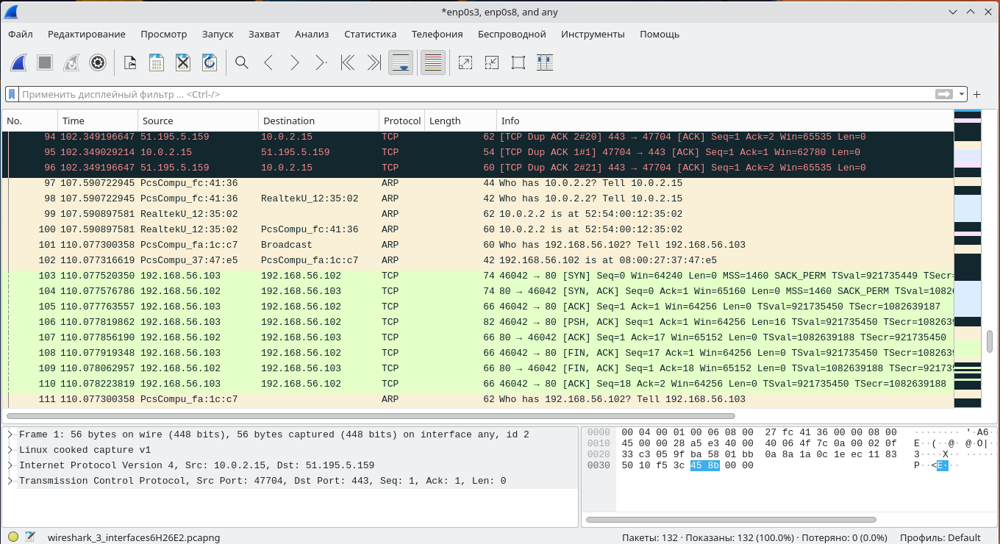 *enp0s3, enp0s8, and any
Файл Редактирование Просмотр Запуск Захват Анализ Статистика Телефония Беспроводной Инструменты Помощь
Применить дисплейный фильтр ... <Ctrl-/>
No. Time Source Destination Protocol Length Info
94 102.349196647 51.195.5.159 10.0.2.15 TCP 62 [TCP Dup ACK 2#20] 443 → 47704 [ACK] Seq=1 Ack=2 Win=65535 Len=0
95 102.349029214 10.0.2.15 51.195.5.159 TCP 54 [TCP Dup ACK 1#1] 47704 → 443 [ACK] Seq=1 Ack=1 Win=62780 Len=0
96 102.349196647 51.195.5.159 10.0.2.15 TCP 60 [TCP Dup ACK 2#21] 443 → 47704 [ACK] Seq=1 Ack=2 Win=65535 Len=0
97 107.590722945 PcsCompu_fc:41:36 ARP 44 Who has 10.0.2.2? Tell 10.0.2.15
98 107.590722945 PcsCompu_fc:41:36 RealtekU_12:35:02 ARP 42 Who has 10.0.2.2? Tell 10.0.2.15
99 107.590897581 RealtekU_12:35:02 ARP 62 10.0.2.2 is at 52:54:00:12:35:02
100 107.590897581 RealtekU_12:35:02 PcsCompu_fc:41:36 ARP 60 10.0.2.2 is at 52:54:00:12:35:02
101 110.077300358 PcsCompu_fa:1c:c7 Broadcast ARP 60 Who has 192.168.56.102? Tell 192.168.56.103
102 110.077316619 PcsCompu_37:47:e5 PcsCompu_fa:1c:c7 ARP 42 192.168.56.102 is at 08:00:27:37:47:e5
103 110.077520350 192.168.56.103 192.168.56.102 TCP 74 46042 → 80 [SYN] Seq=0 Win=64240 Len=0 MSS=1460 SACK_PERM TSval=921735449 TSecr=
104 110.077576786 192.168.56.102 192.168.56.103 TCP 74 80 → 46042 [SYN, ACK] Seq=0 Ack=1 Win=65160 Len=0 MSS=1460 SACK_PERM TSval=1082
105 110.077763557 192.168.56.103 192.168.56.102 TCP 66 46042 → 80 [ACK] Seq=1 Ack=1 Win=64256 Len=0 TSval=921735450 TSecr=1082639187
106 110.077819862 192.168.56.103 192.168.56.102 TCP 82 46042 → 80 [PSH, ACK] Seq=1 Ack=1 Win=64256 Len=16 TSval=921735450 TSecr=1082639
107 110.077856190 192.168.56.102 192.168.56.103 TCP 66 80 → 46042 [ACK] Seq=1 Ack=17 Win=65152 Len=0 TSval=1082639188 TSecr=921735450
108 110.077919348 192.168.56.103 192.168.56.102 TCP 66 46042 → 80 [FIN, ACK] Seq=17 Ack=1 Win=64256 Len=0 TSval=921735450 TSecr=1082639
109 110.078062957 192.168.56.102 192.168.56.103 TCP 66 80 → 46042 [FIN, ACK] Seq=1 Ack=18 Win=65152 Len=0 TSval=1082639188 TSecr=92173
110 110.078223819 192.168.56.103 192.168.56.102 TCP 66 46042 → 80 [ACK] Seq=18 Ack=2 Win=64256 Len=0 TSval=921735450 TSecr=1082639188
111 110.077300358 PcsCompu_fa:1c:c7 ARP 62 Who has 192.168.56.102? Tell 192.168.56.103
Frame 1: 56 bytes on wire (448 bits), 56 bytes captured (448 bits) on interface any, id 2
Linux cooked capture v1
Internet Protocol Version 4, Src: 10.0.2.15, Dst: 51.195.5.159
Transmission Control Protocol, Src Port: 47704, Dst Port: 443, Seq: 1, Ack: 1, Len: 0
0000 00 04 00 01 00 06 08 00 27 fc 41 36 00 00 08 00 ········ '·A6··
0010 45 00 00 28 a5 e3 40 00 40 06 4f 7c 0a 00 02 0f E··(··@· @·O|··
0020 33 c3 05 9f ba 58 01 bb 0a 8a 1a 0c 1e ec 11 83 3····X·· ······
0030 50 10 f5 3c 45 8b 00 00 P··<E···
wireshark_3_interfaces6H26E2.pcapng
Пакеты: 132 · Показаны: 132 (100.0%) · Потеряно: 0 (0.0%) Профиль: Default